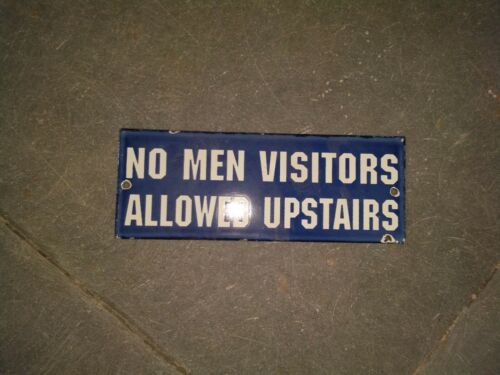 NO MEN VISITORS
ALLOWED UPSTAIRS